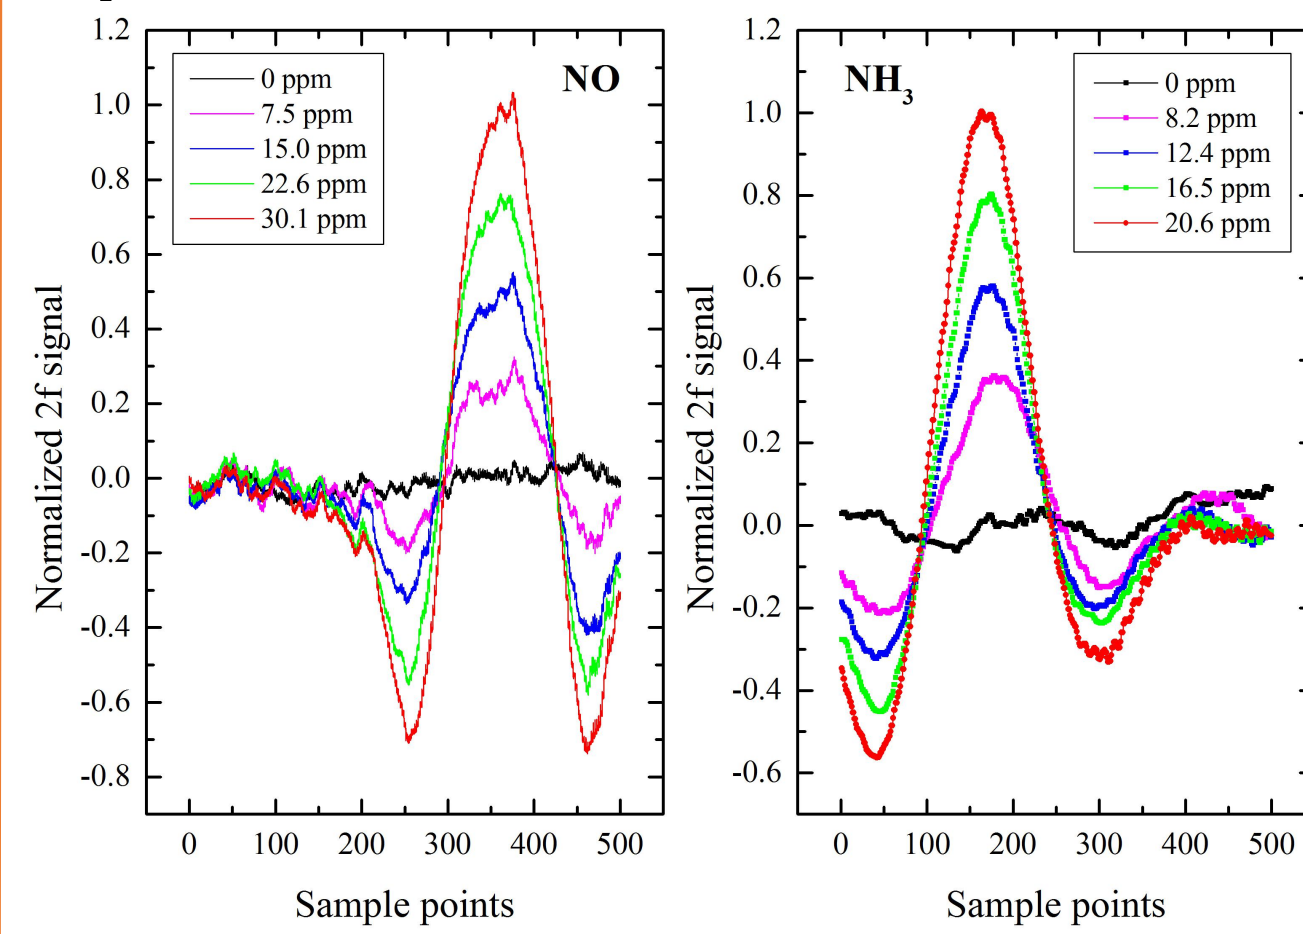 NO
0 ppm
7.5 ppm
15.0 ppm
22.6 ppm
30.1 ppm
Normalized 2f signal
1.2
1.0
0.8
0.6
0.4
0.2
0.0
-0.2
-0.4
-0.6
-0.8
0 100 200 300 400 500
Sample points
NH3
0 ppm
8.2 ppm
12.4 ppm
16.5 ppm
20.6 ppm
Normalized 2f signal
1.2
1.0
0.8
0.6
0.4
0.2
0.0
-0.2
-0.4
-0.6
0 100 200 300 400 500
Sample points